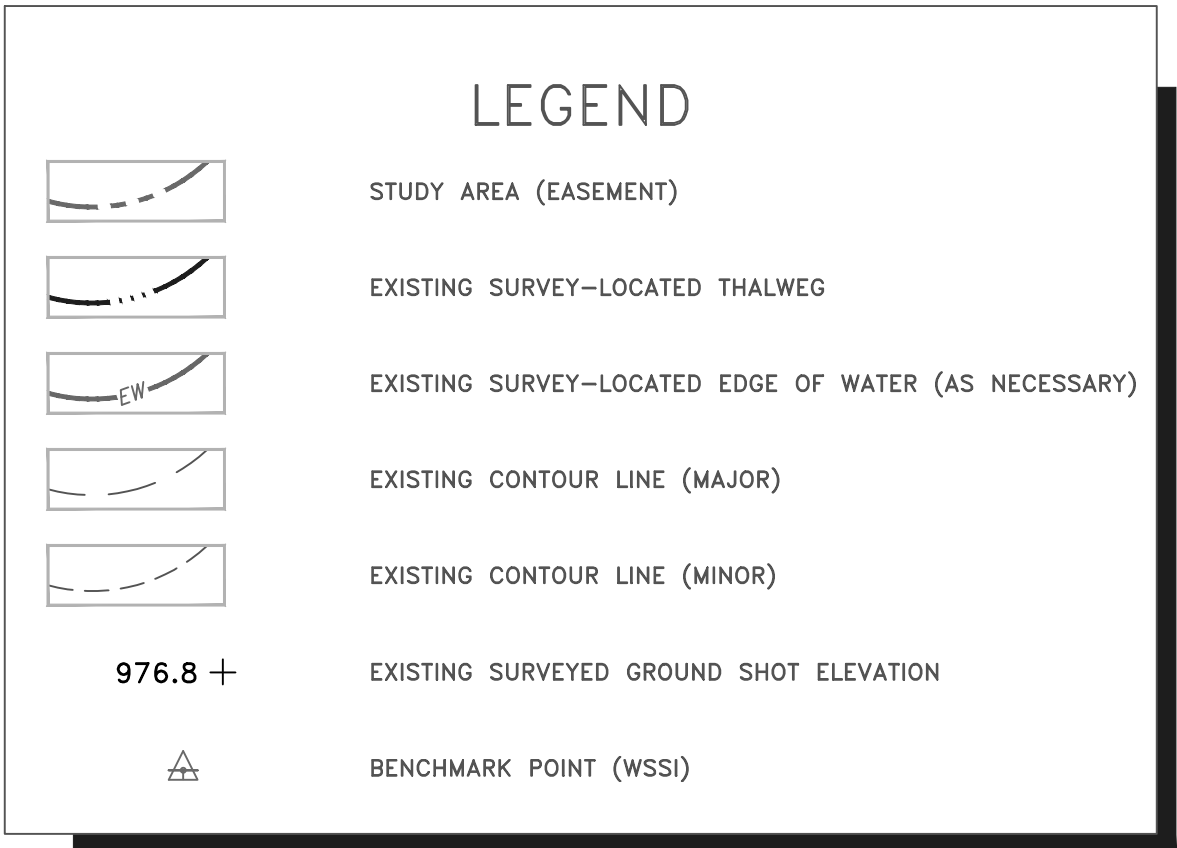 LEGEND
STUDY AREA (EASEMENT)
EXISTING SURVEY-LOCATED THALWEG
EW
EXISTING SURVEY-LOCATED EDGE OF WATER (AS NECESSARY)
EXISTING CONTOUR LINE (MAJOR)
EXISTING CONTOUR LINE (MINOR)
976.8 + EXISTING SURVEYED GROUND SHOT ELEVATION
BENCHMARK POINT (WSSI)